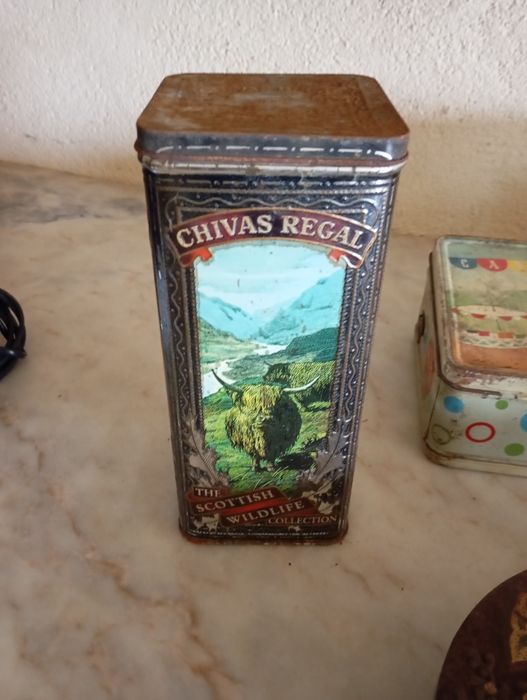 CHIVAS REGAL
THE
SCOTTISH
WILDLIFE
COLLECTION
C A